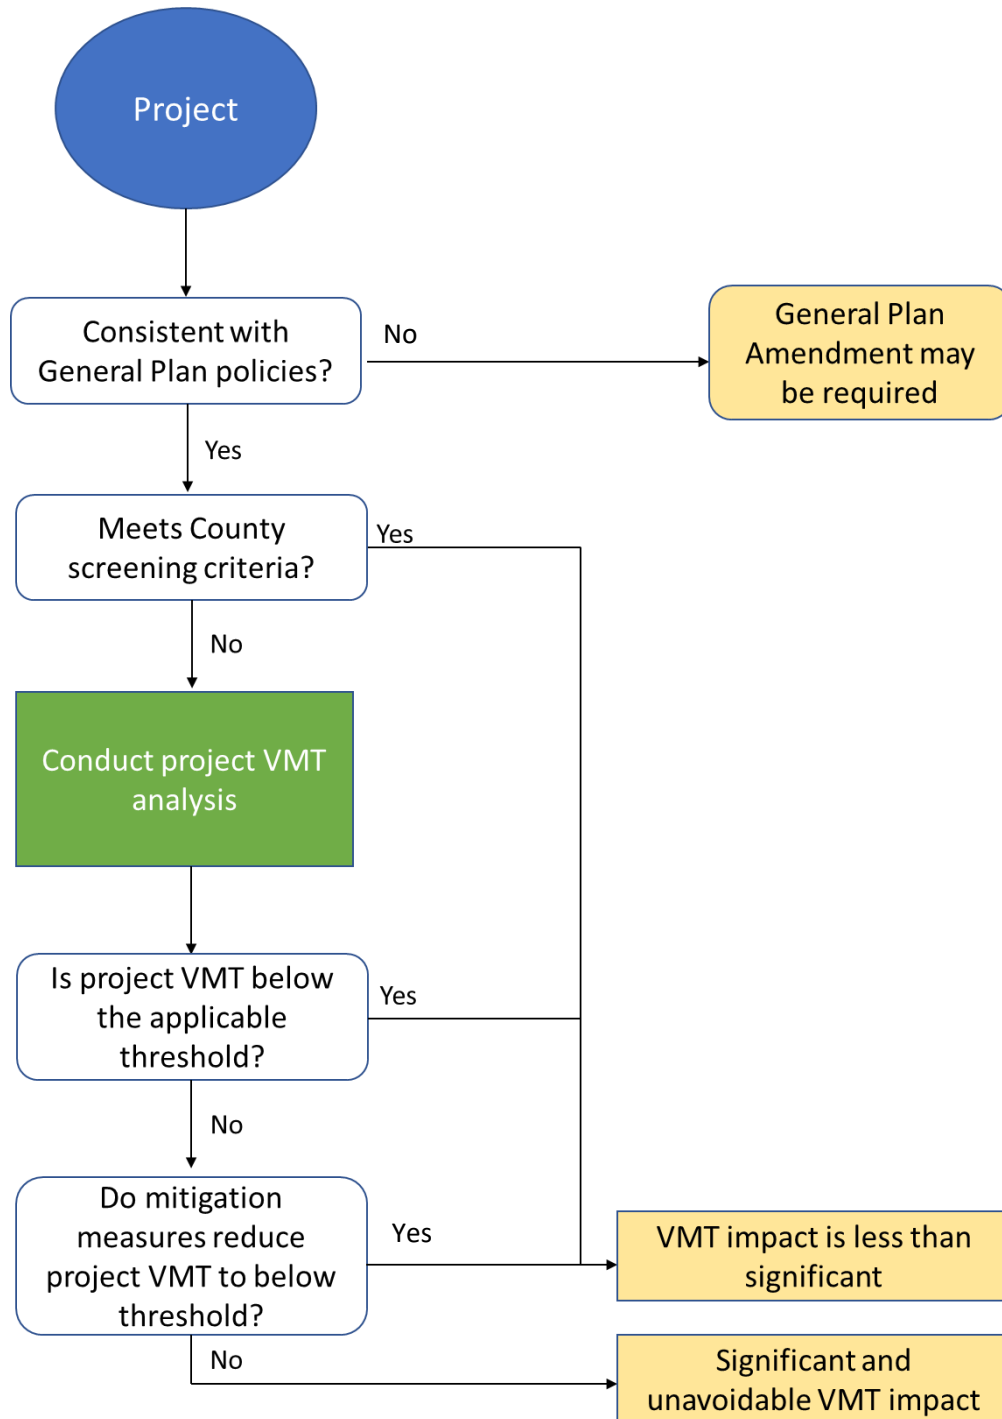 Project
Consistent with
General Plan policies?
No
General Plan
Amendment may
be required
Yes
Meets County
screening criteria?
Yes
No
Conduct project VMT
analysis
Is project VMT below
the applicable
threshold?
Yes
No
Do mitigation
measures reduce
project VMT to below
threshold?
Yes
VMT impact is less than
significant
No
Significant and
unavoidable VMT impact